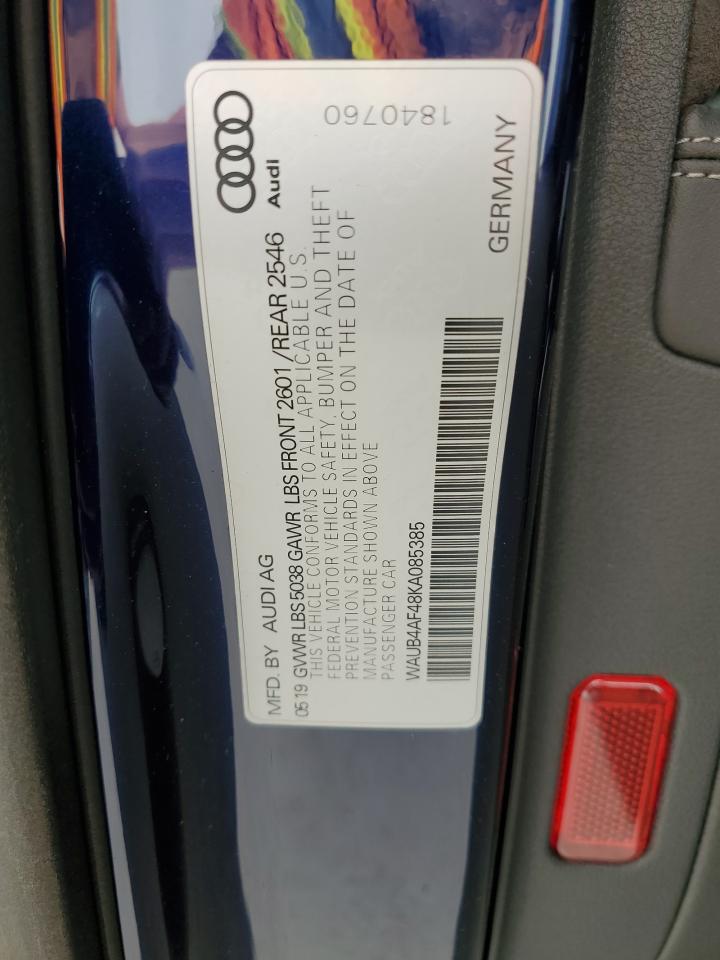 MFD. BY AUDI AG
05 19 GVWR LBS 5038 GAWR LBS FRONT 2601 / REAR 2546
THIS VEHICLE CONFORMS TO ALL APPLICABLE U.S.
FEDERAL MOTOR VEHICLE SAFETY, BUMPER AND THEFT
PREVENTION STANDARDS IN EFFECT ON THE DATE OF
MANUFACTURE SHOWN ABOVE
PASSENGER CAR
WAUB4AF48KA085385
Audi
1840760
GERMANY